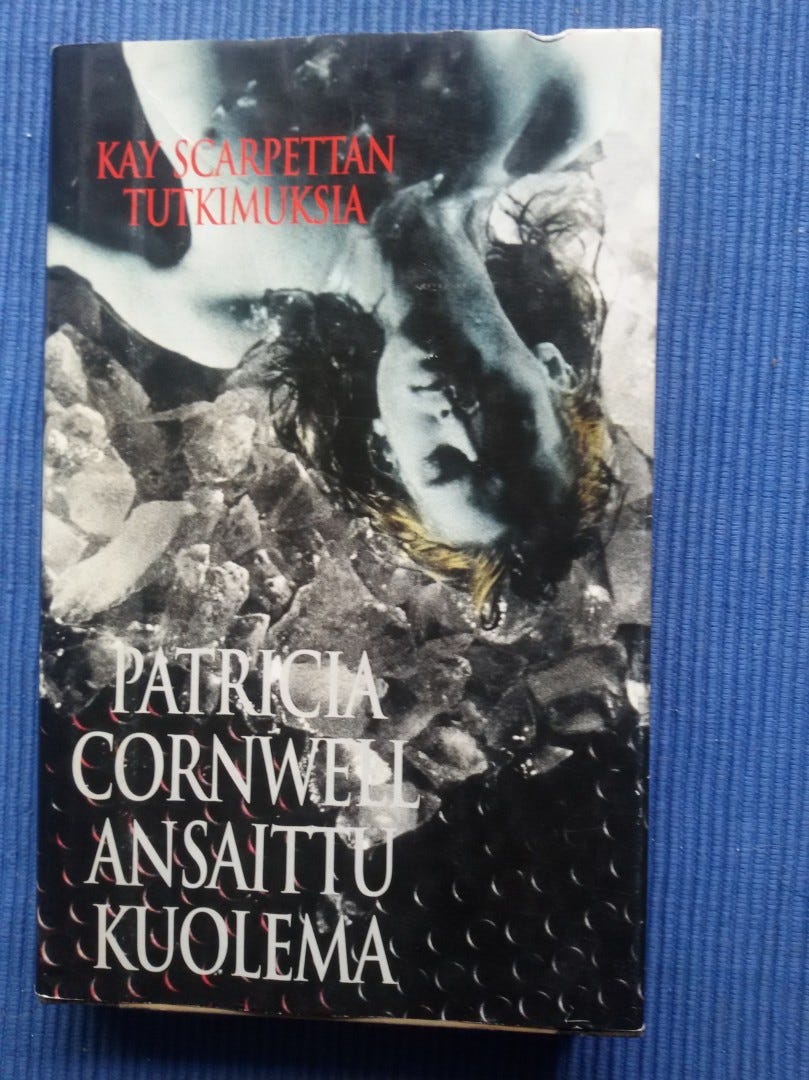 KAY SCARPETTAN
TUTKIMUKSIA
PATRICIA
CORNWELL
ANSAITTU
KUOLEMA